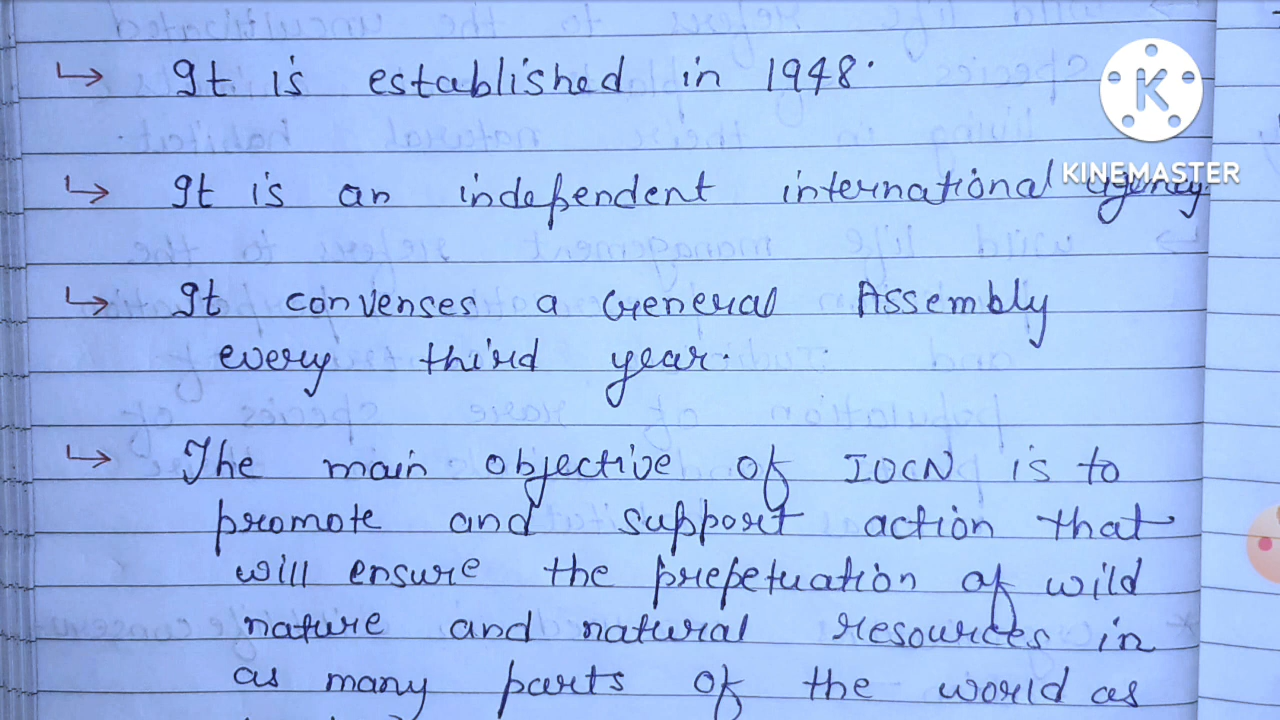 ↳ It is established in 1948.
KINEMASTER
↳ It is an independent international agency.
↳ It convenses a General Assembly
every third year.
↳ The main objective of IOCN is to
promote and support action that
will ensure the prepetuation of wild
nature and natural resources in
as many parts of the world as